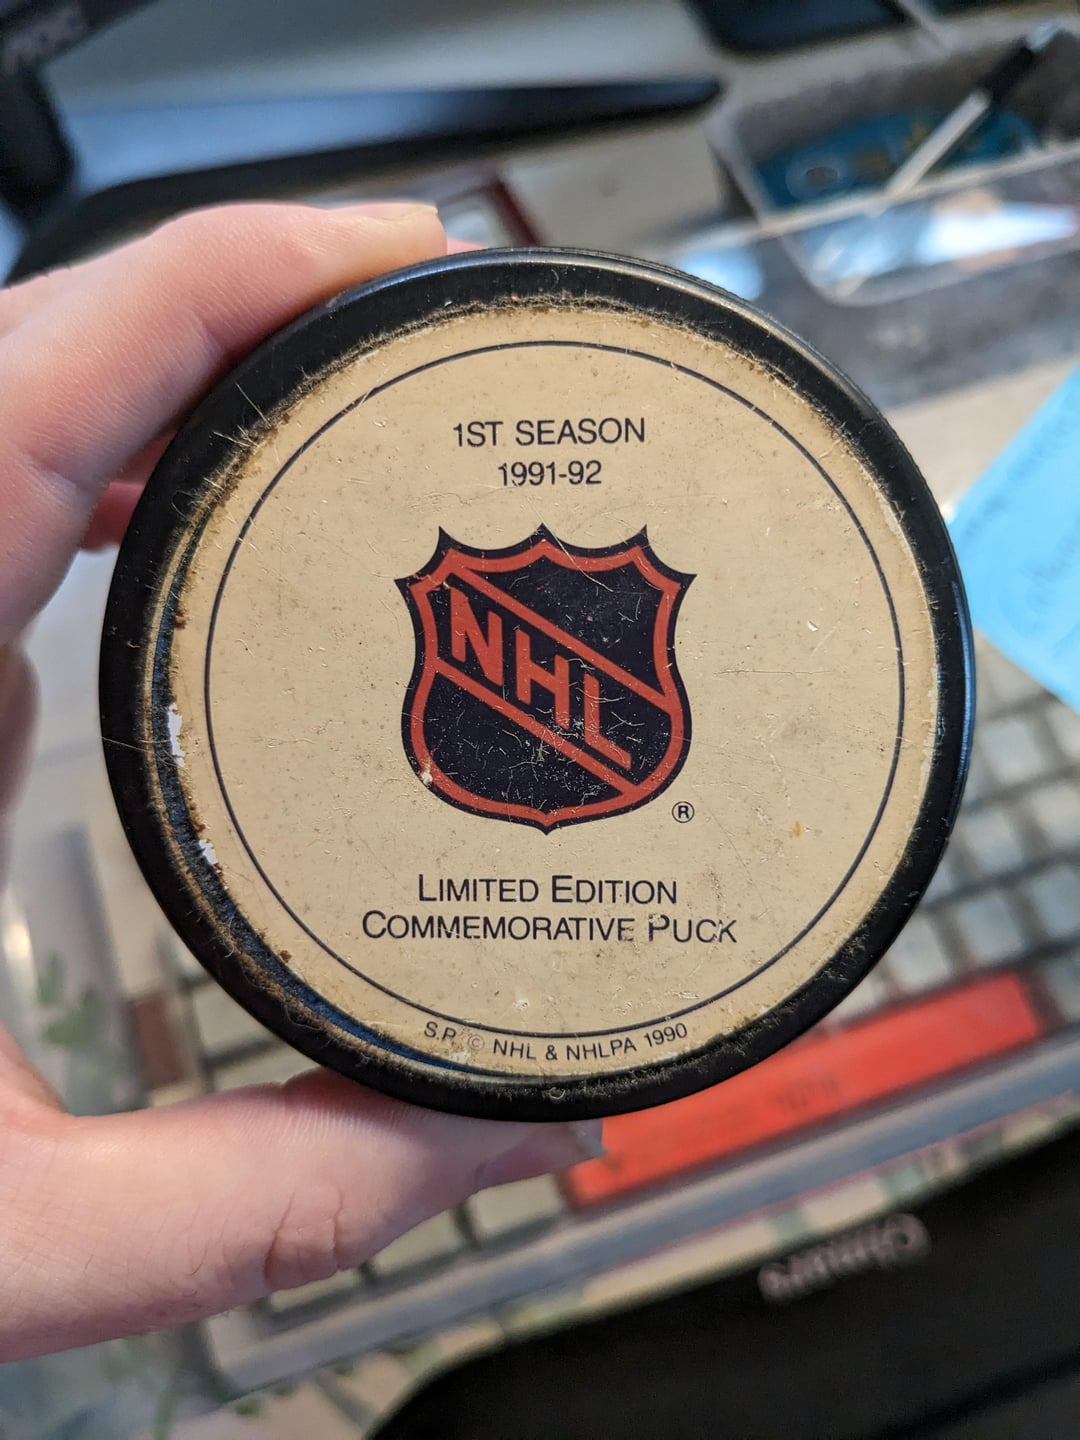 1ST SEASON
1991-92
NHL
®
LIMITED EDITION
COMMEMORATIVE PUCK
S.P. © NHL & NHLPA 1990